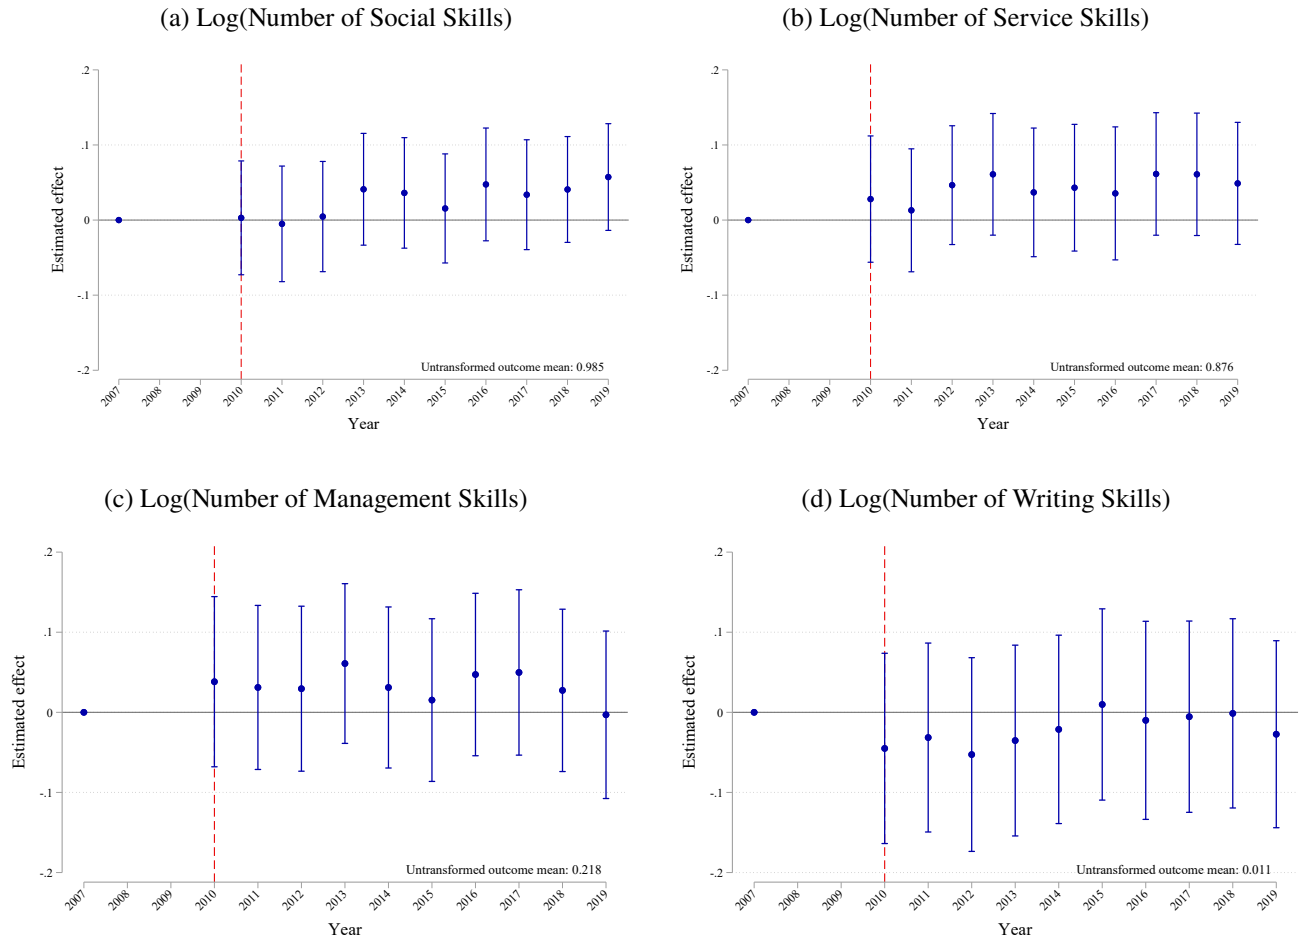 (a) Log(Number of Social Skills)
.2
.1
0
-.1
-.2
Estimated effect
Untransformed outcome mean: 0.985
2007 2008 2009 2010 2011 2012 2013 2014 2015 2016 2017 2018 2019
Year
(b) Log(Number of Service Skills)
.2
.1
0
-.1
-.2
Estimated effect
Untransformed outcome mean: 0.876
2007 2008 2009 2010 2011 2012 2013 2014 2015 2016 2017 2018 2019
Year
(c) Log(Number of Management Skills)
.2
.1
0
-.1
-.2
Estimated effect
Untransformed outcome mean: 0.218
2007 2008 2009 2010 2011 2012 2013 2014 2015 2016 2017 2018 2019
Year
(d) Log(Number of Writing Skills)
.2
.1
0
-.1
-.2
Estimated effect
Untransformed outcome mean: 0.011
2007 2008 2009 2010 2011 2012 2013 2014 2015 2016 2017 2018 2019
Year